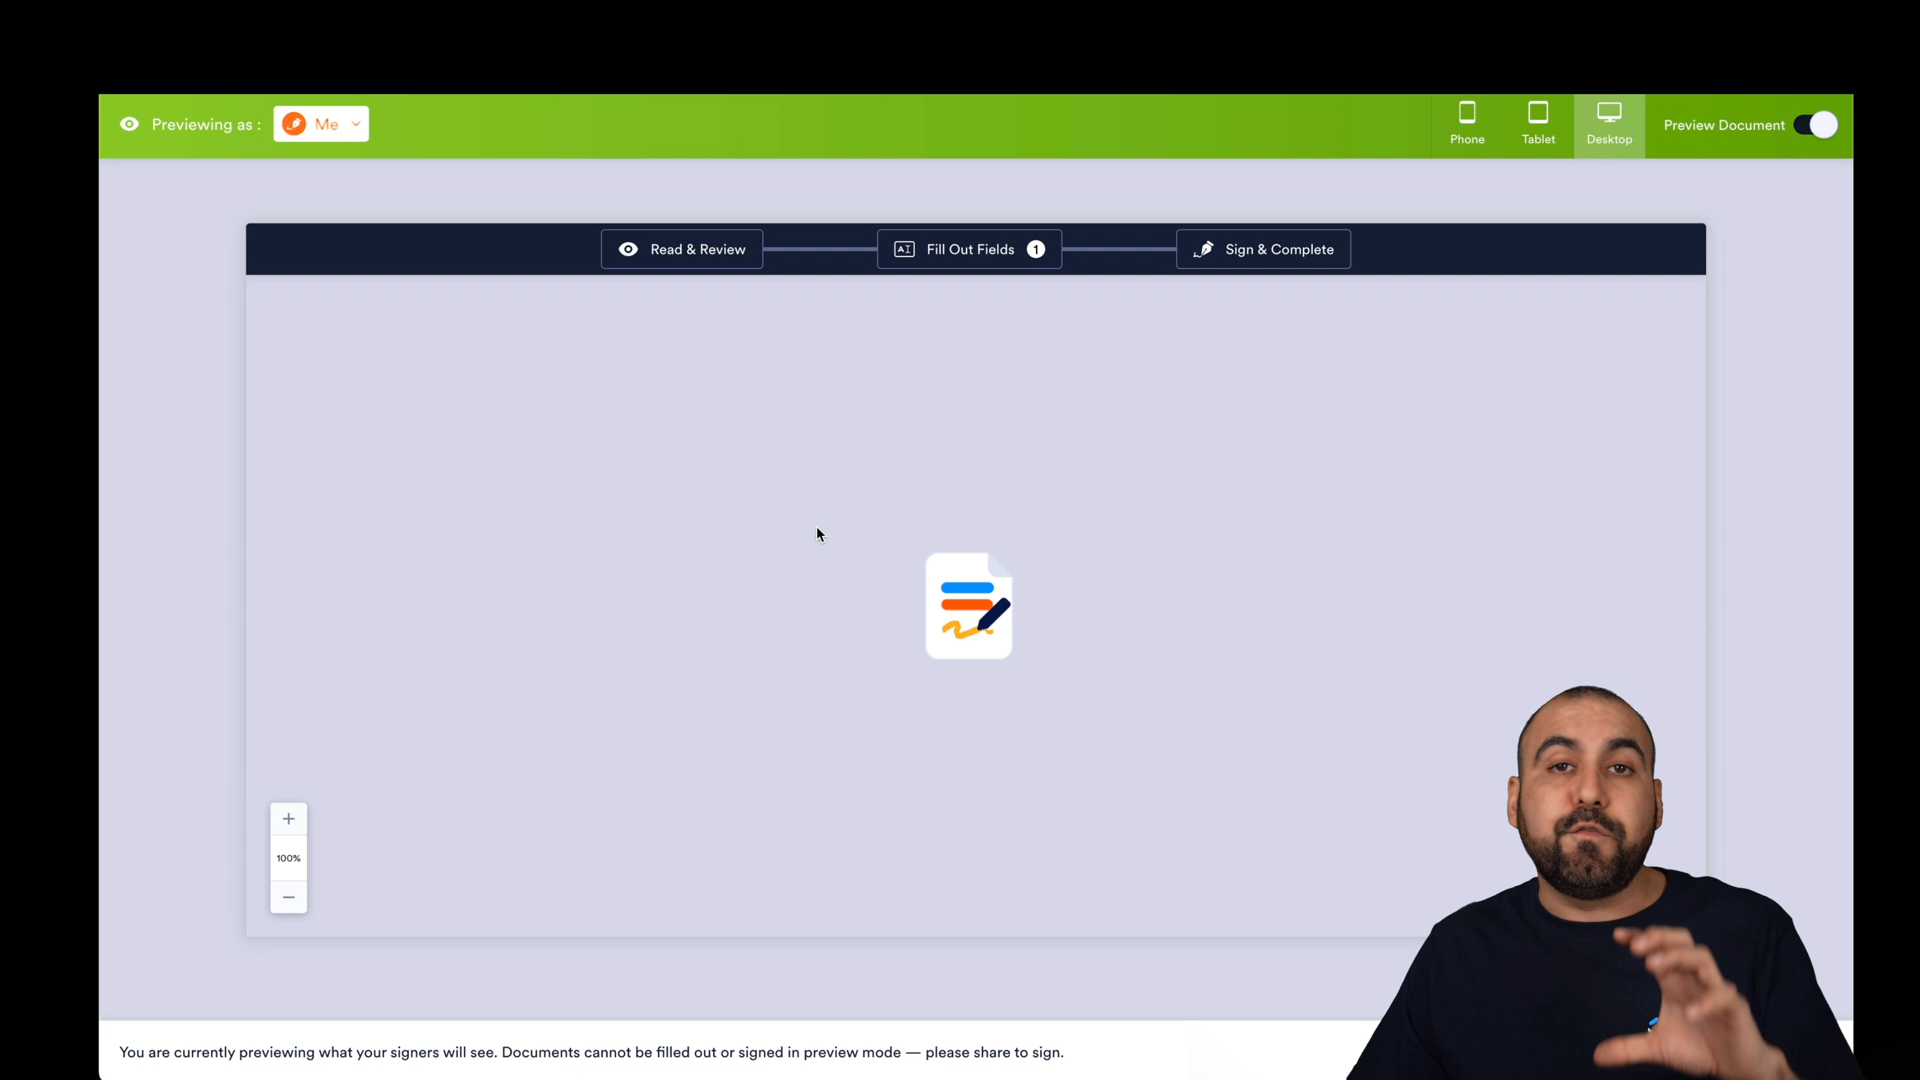 Previewing as :
Me
Phone
Tablet
Desktop
Preview Document
Read & Review
Fill Out Fields 1
Sign & Complete
100%
You are currently previewing what your signers will see. Documents cannot be filled out or signed in preview mode — please share to sign.